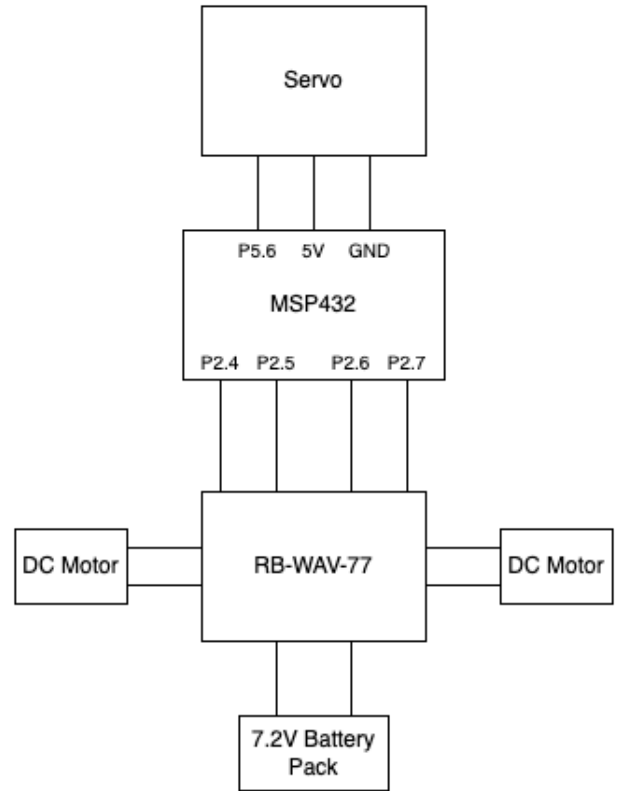 Servo
P5.6 5V GND
MSP432
P2.4 P2.5 P2.6 P2.7
DC Motor
RB-WAV-77
DC Motor
7.2V Battery
Pack